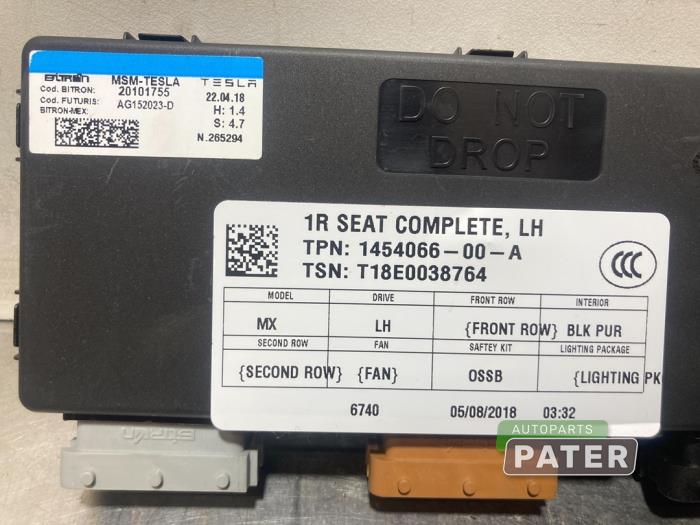 BITRON MSM-TESLA TESLA
Cod. BITRON: 20101755 22.04.18
Cod. FUTURIS: AG152023-D H: 1.4
BITRON-MEX: S: 4.7
N.265294
DO NOT
DROP
1R SEAT COMPLETE, LH
TPN: 1454066-00-A
TSN: T18E0038764
CCC
MODEL DRIVE FRONT ROW INTERIOR
MX LH {FRONT ROW} BLK PUR
SECOND ROW FAN SAFTEY KIT LIGHTING PACKAGE
{SECOND ROW} {FAN} OSSB {LIGHTING PK
6740 05/08/2018 03:32
BITRON
AUTOPARTS
PATER